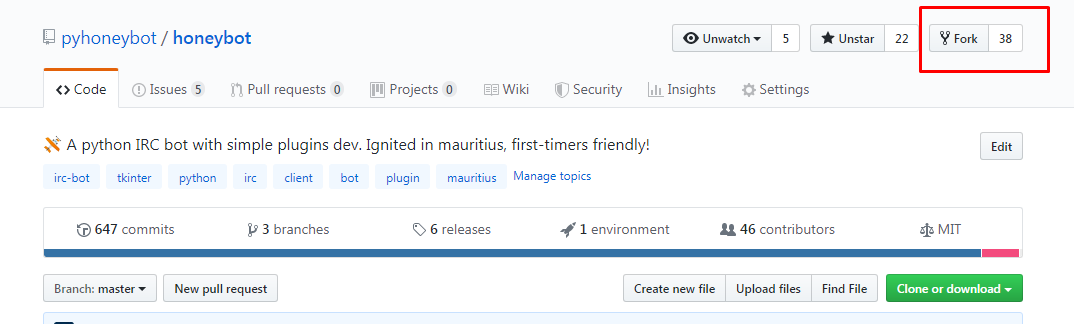 pyhoneybot / honeybot Unwatch 5 Unstar 22 Fork 38
Code Issues 5 Pull requests 0 Projects 0 Wiki Security Insights Settings
A python IRC bot with simple plugins dev. Ignited in mauritius, first-timers friendly! Edit
irc-bot tkinter python irc client bot plugin mauritius Manage topics
647 commits 3 branches 6 releases 1 environment 46 contributors MIT
Branch: master New pull request Create new file Upload files Find File Clone or download